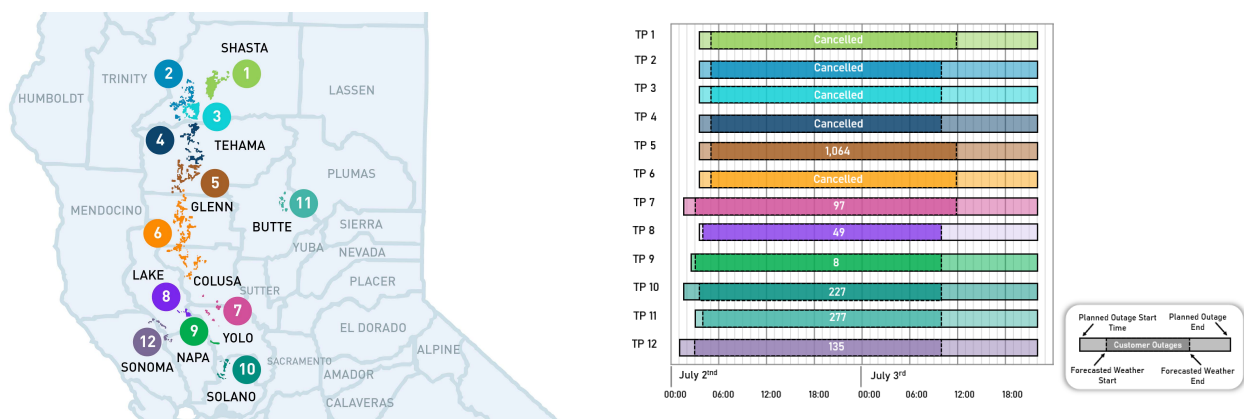 SHASTA
2
TRINITY
1
HUMBOLDT
LASSEN
3
4
TEHAMA
5
PLUMAS
GLENN
11
MENDOCINO
BUTTE
SIERRA
6
YUBA
NEVADA
LAKE
COLUSA
PLACER
SUTTER
8
7
EL DORADO
9
YOLO
12
NAPA
ALPINE
SONOMA
SACRAMENTO
10
AMADOR
SOLANO
CALAVERAS
TP 1
Cancelled
TP 2
Cancelled
TP 3
Cancelled
TP 4
Cancelled
TP 5
1,064
TP 6
Cancelled
TP 7
97
TP 8
49
TP 9
8
TP 10
227
TP 11
277
TP 12
135
July 2tnd
July 3rd
00:00 06:00 12:00 18:00 00:00 06:00 12:00 18:00
Planned Outage Start
Time
Planned Outage
End
Customer Outages
Forecasted Weather
Start
Forecasted Weather
End